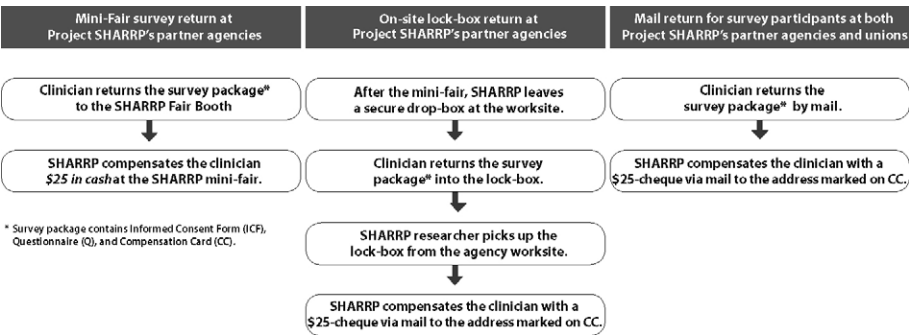 Mini-Fair survey return at
Project SHARRP's partner agencies
Clinician returns the survey package*
to the SHARRP Fair Booth
SHARRP compensates the clinician
$25 in cash at the SHARRP mini-fair.
* Survey package contains Informed Consent Form (ICF),
Questionnaire (Q), and Compensation Card (CC).
On-site lock-box return at
Project SHARRP's partner agencies
After the mini-fair, SHARRP leaves
a secure drop-box at the worksite.
Clinician returns the survey
package* into the lock-box.
SHARRP researcher picks up the
lock-box from the agency worksite.
SHARRP compensates the clinician with a
$25-cheque via mail to the address marked on CC.
Mail return for survey participants at both
Project SHARRP's partner agencies and unions
Clinician returns the
survey package* by mail.
SHARRP compensates the clinician with a
$25-cheque via mail to the address marked on CC.